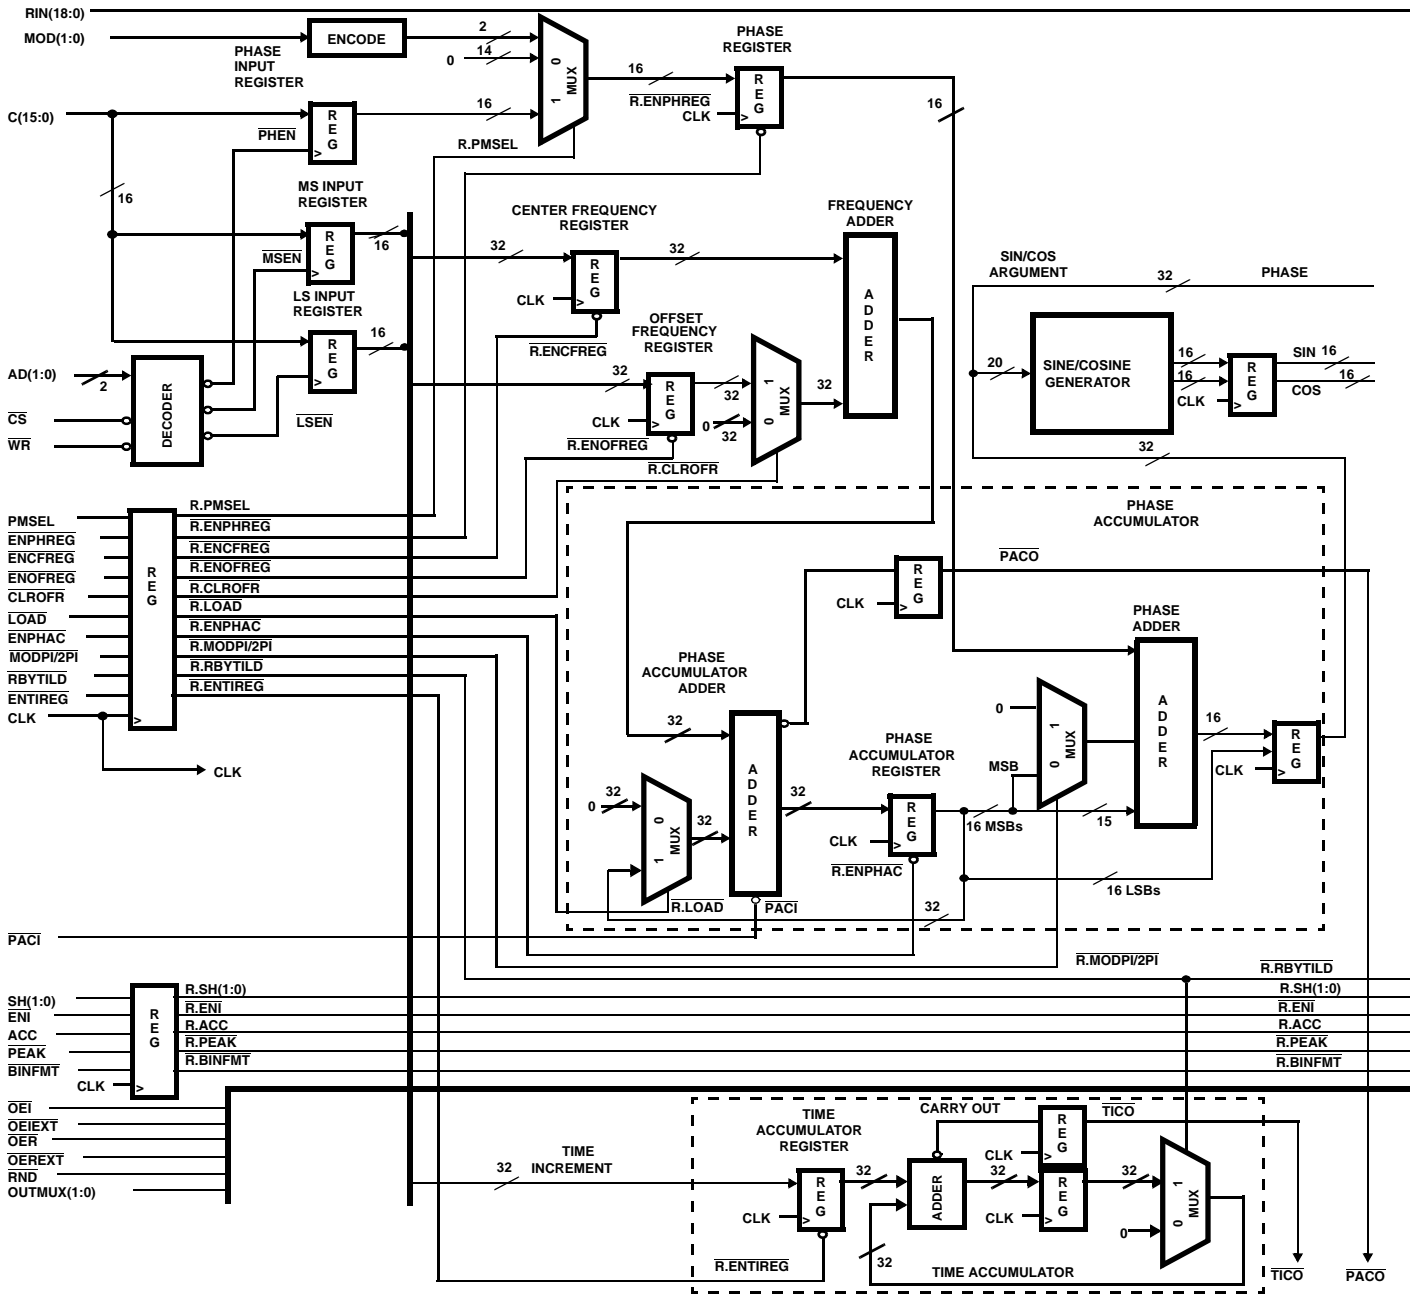 RIN(18:0)
MOD(1:0)
ENCODE
2
0
14
PHASE
INPUT
REGISTER
0
1
MUX
16
PHASE
REGISTER
REG
R.ENPHREG
CLK
16
C(15:0)
PHEN
REG
16
R.PMSEL
16
MS INPUT
REGISTER
REG
MSEN
16
LS INPUT
REGISTER
REG
16
LSEN
CENTER FREQUENCY
REGISTER
32
REG
CLK
R.ENCFREG
32
FREQUENCY
ADDER
ADDER
OFFSET
FREQUENCY
REGISTER
32
REG
CLK
R.ENOFREG
32
0
32
1
0
MUX
32
R.CLROFR
SIN/COS
ARGUMENT
32
PHASE
20
SINE/COSINE
GENERATOR
16
16
CLK
REG
SIN
16
COS
16
32
AD(1:0)
2
CS
WR
DECODER
PMSEL
ENPHREG
ENCFREG
ENOFREG
CLROFR
LOAD
ENPHAC
MODPI/2PI
RBYTILD
ENTIREG
CLK
REG
R.PMSEL
R.ENPHREG
R.ENCFREG
R.ENOFREG
R.CLROFR
R.LOAD
R.ENPHAC
R.MODPI/2PI
R.RBYTILD
R.ENTIREG
CLK
PHASE
ACCUMULATOR
REG
CLK
PACO
PHASE
ACCUMULATOR
ADDER
32
ADDER
0
32
0
1
MUX
32
R.LOAD
PACI
32
PHASE
ACCUMULATOR
REGISTER
REG
CLK
R.ENPHAC
32
16 MSBs
MSB
0
1
0
MUX
15
16 LSBs
PHASE
ADDER
ADDER
16
CLK
REG
PACI
R.MODPI/2PI
R.RBYTILD
SH(1:0)
ENI
ACC
PEAK
BINFMT
CLK
REG
R.SH(1:0)
R.ENI
R.ACC
R.PEAK
R.BINFMT
R.SH(1:0)
R.ENI
R.ACC
R.PEAK
R.BINFMT
OEI
OEIEXT
OER
OEREXT
RND
OUTMUX(1:0)
32
TIME
INCREMENT
TIME
ACCUMULATOR
REGISTER
REG
CLK
R.ENTIREG
32
CARRY OUT
ADDER
32
32
REG
CLK
TICO
REG
CLK
32
0
1
0
MUX
TIME ACCUMULATOR
TICO
PACO